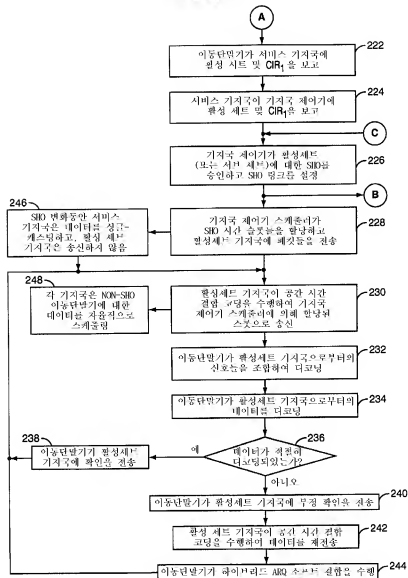 A
222
이동단말기가 서비스 기지국에
활성 세트 및 CIR₁을 보고
224
서비스 기지국이 기지국 제어기에
활성 세트 및 CIR₁을 보고
C
226
기지국 제어기가 활성세트
(또는 서브 세트)에 대한 SHO를
승인하고 SHO 링크를 설정
B
246
SHO 변화동안 서비스
기지국은 데이터를 싱글-
캐스팅하고, 활성 세트
기지국은 송신하지 않음
228
기지국 제어기 스케쥴러가
SHO 시간 슬롯들을 할당하고
활성세트 기지국에 패킷들을 전송
248
각 기지국은 NON-SHO
이동단말기에 대한
데이터를 자율적으로
스케쥴링
230
활성세트 기지국이 공간 시간
결합 코딩을 수행하여 기지국
제어기 스케쥴러에 의해 할당된
슬롯으로 송신
232
이동단말기가 활성세트 기지국으로부터의
신호들을 조합하여 디코딩
234
이동단말기가 활성세트 기지국으로부터의
데이터를 디코딩
236
데이터가 적절히
디코딩되었는가?
예
238
이동단말기가 활성세트
기지국에 확인을 전송
아니오
240
이동단말기가 활성세트 기지국에 부정 확인을 전송
242
활성 세트 기지국이 공간 시간 결합
코딩을 수행하여 데이터를 재전송
244
이동단말기가 하이브리드 ARQ 소프트 결합을 수행